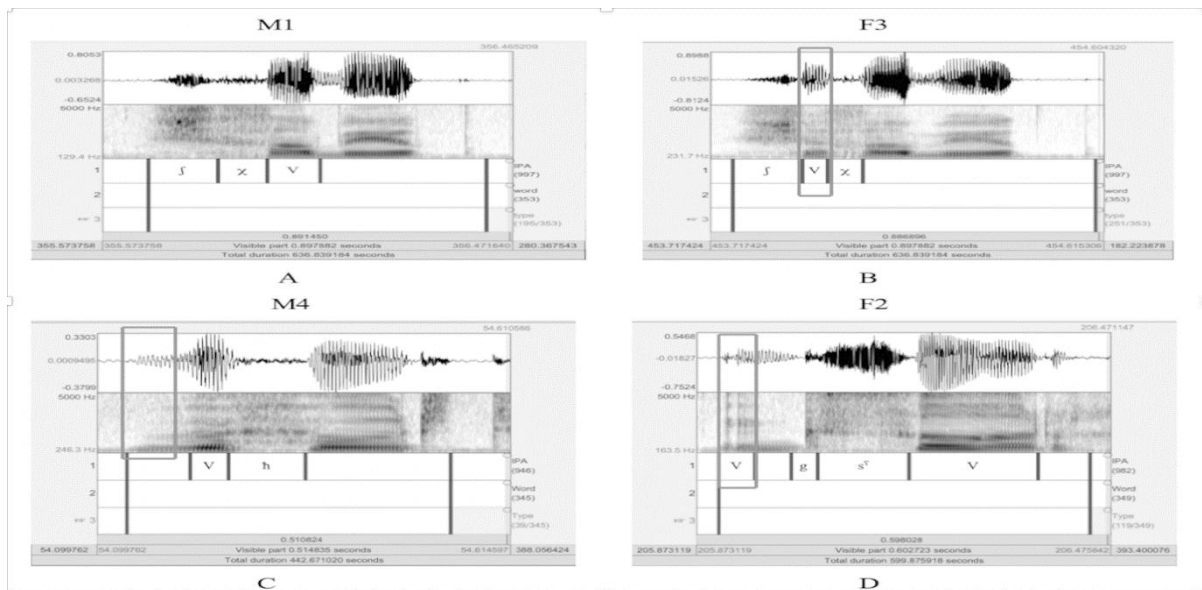 M1
F3
0.8053
356.465209
0.003268
-0.6524
5000 Hz
129.4 Hz
1
ʃ χ V
IPA
(997)
2
word
(353)
3
type
(195/353)
0.891450
355.573758 355.573758 Visible part 0.897882 seconds 356.471640 280.367543
Total duration 636.839184 seconds
A
0.8988
454.604320
0.01526
-0.8124
5000 Hz
231.7 Hz
1
ʃ V χ
IPA
(997)
2
word
(353)
3
type
(251/353)
0.886896
453.717424 453.717424 Visible part 0.897882 seconds 454.615306 182.223878
Total duration 636.839184 seconds
B
M4
F2
0.3303
54.610586
0.0009495
-0.3799
5000 Hz
246.3 Hz
1
V ħ
IPA
(946)
2
Word
(345)
3
Type
(39/345)
0.510824
54.099762 54.099762 Visible part 0.514835 seconds 54.614597 388.056424
Total duration 442.671020 seconds
C
0.5468
206.471147
-0.01827
-0.7524
5000 Hz
163.5 Hz
1
V g sˤ V
IPA
(982)
2
Word
(349)
3
Type
(119/349)
0.598028
205.873119 205.873119 Visible part 0.602723 seconds 206.475842 393.400076
Total duration 599.875918 seconds
D